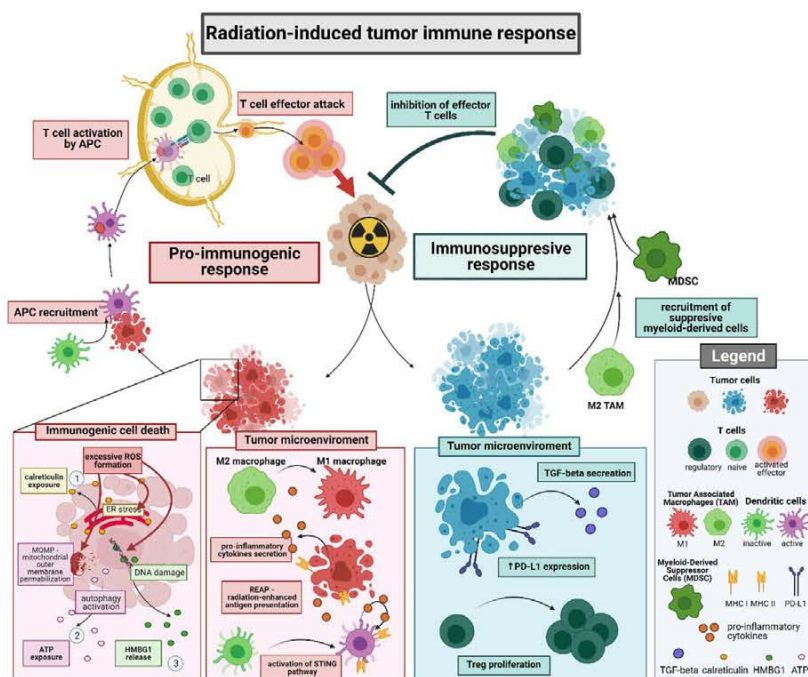 Radiation-induced tumor immune response
T cell activation
by APC
T cell
T cell effector attack
inhibition of effector
T cells
Pro-immunogenic
response
Immunosuppresive
response
MDSC
APC recruitment
recruitment of
suppresive
myeloid-derived cells
M2 TAM
Immunogenic cell death
excessive ROS
formation
calreticulin
exposure
1
ER stress
MOMP -
mitochondrial
outer
membrane
permabilization
DNA damage
autophagy
activation
2
ATP
exposure
HMBG1
release
3
Tumor microenviroment
M2 macrophage
M1 macrophage
pro-inflammatory
cytokines secretion
REAP -
radiation-enhanced
antigen presentation
activation of STING
pathway
Tumor microenviroment
TGF-beta secretion
↑PD-L1 expression
Treg proliferation
Legend
Tumor cells
T cells
regulatory
naive
activated
effector
Tumor Associated
Macrophages (TAM)
Dendritic cells
M1
M2
inactive
active
Myeloid-Derived
Suppressor
Cells (MDSC)
MHC I
MHC II
PD-L1
pro-inflammatory
cytokines
TGF-beta
calreticulin
HMGB1
ATP